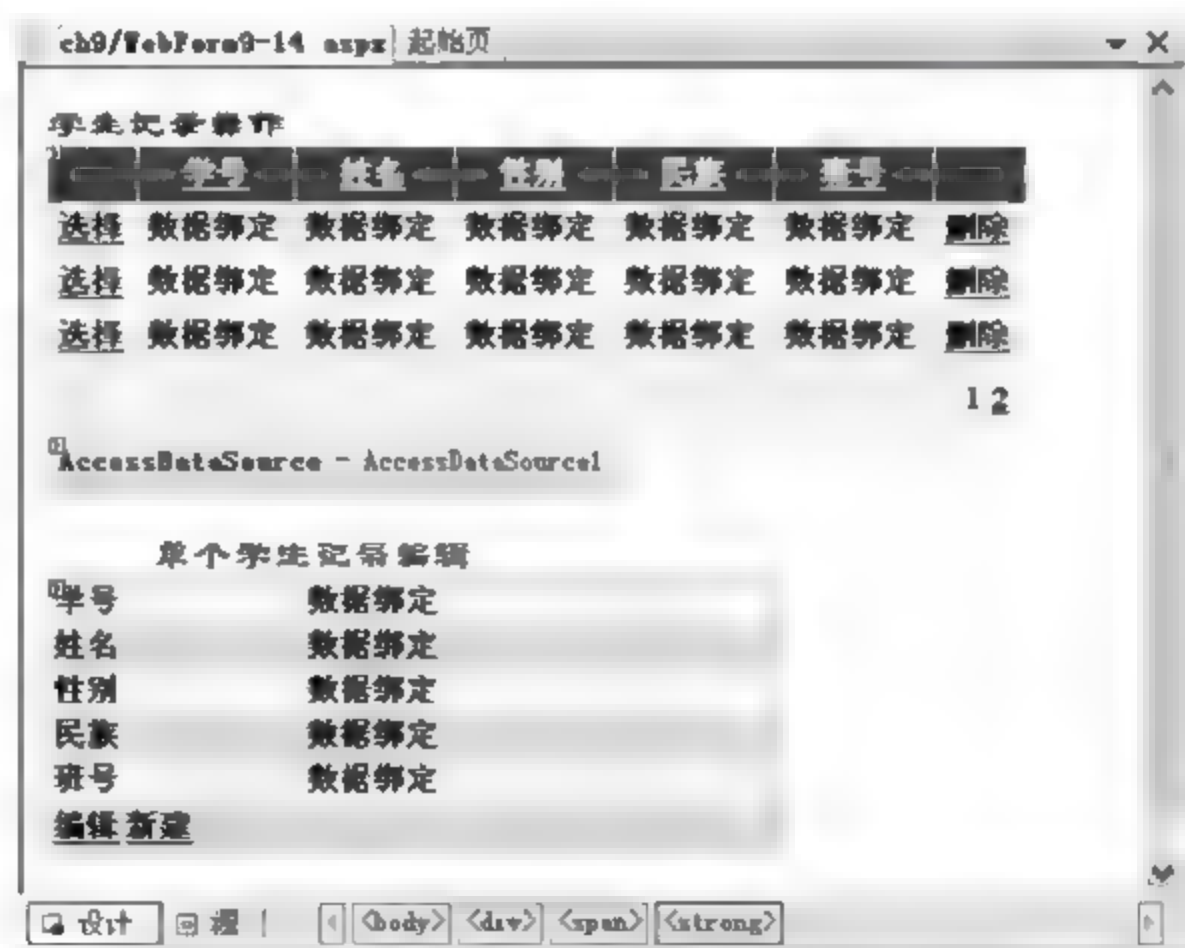 ch9/WebForm9-14.aspx 起始页
学生记录操作
学号 姓名 性别 民族 班号
选择 数据绑定 数据绑定 数据绑定 数据绑定 数据绑定 删除
选择 数据绑定 数据绑定 数据绑定 数据绑定 数据绑定 删除
选择 数据绑定 数据绑定 数据绑定 数据绑定 数据绑定 删除
1 2
AccessDataSource - AccessDataSource1
单个学生记录编辑
学号 数据绑定
姓名 数据绑定
性别 数据绑定
民族 数据绑定
班号 数据绑定
编辑 新建
设计 <body> <div> <span> <strong>